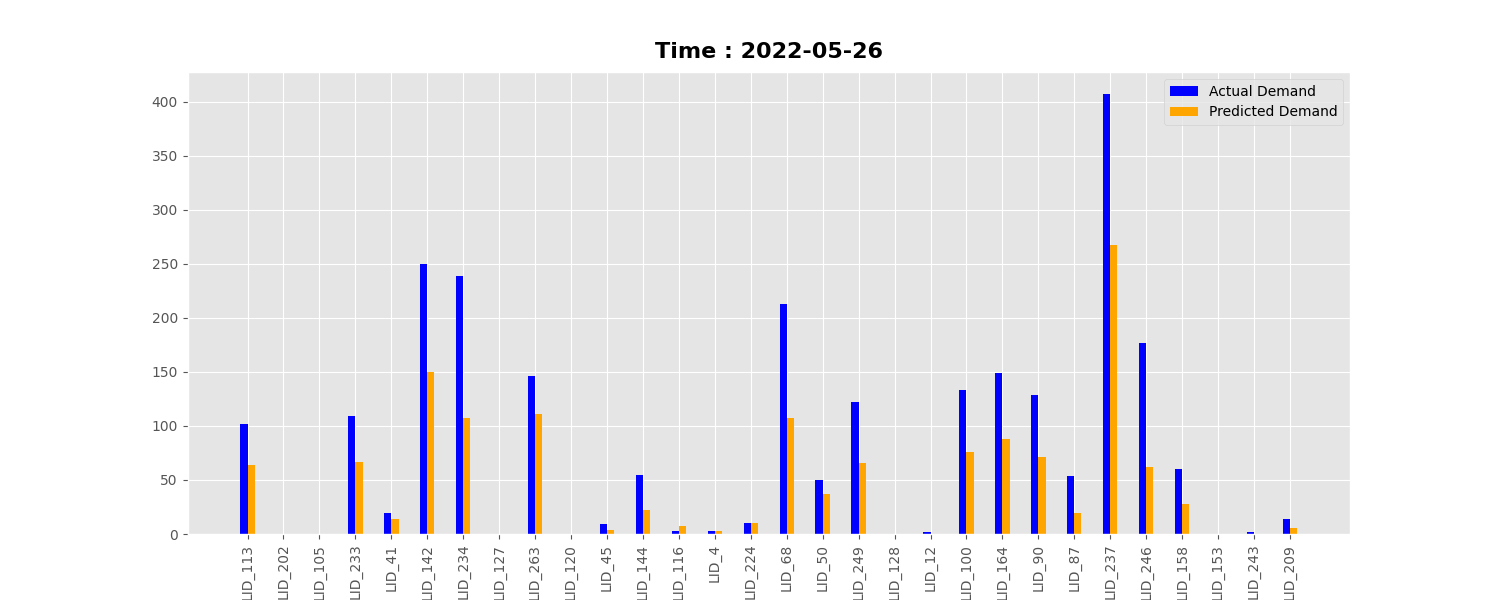 Time : 2022-05-26
Actual Demand
Predicted Demand
400
350
300
250
200
150
100
50
0
LID_113
LID_202
LID_105
LID_233
LID_41
LID_142
LID_234
LID_127
LID_263
LID_120
LID_45
LID_144
LID_116
LID_4
LID_224
LID_68
LID_50
LID_249
LID_128
LID_12
LID_100
LID_164
LID_90
LID_87
LID_237
LID_246
LID_158
LID_153
LID_243
LID_209